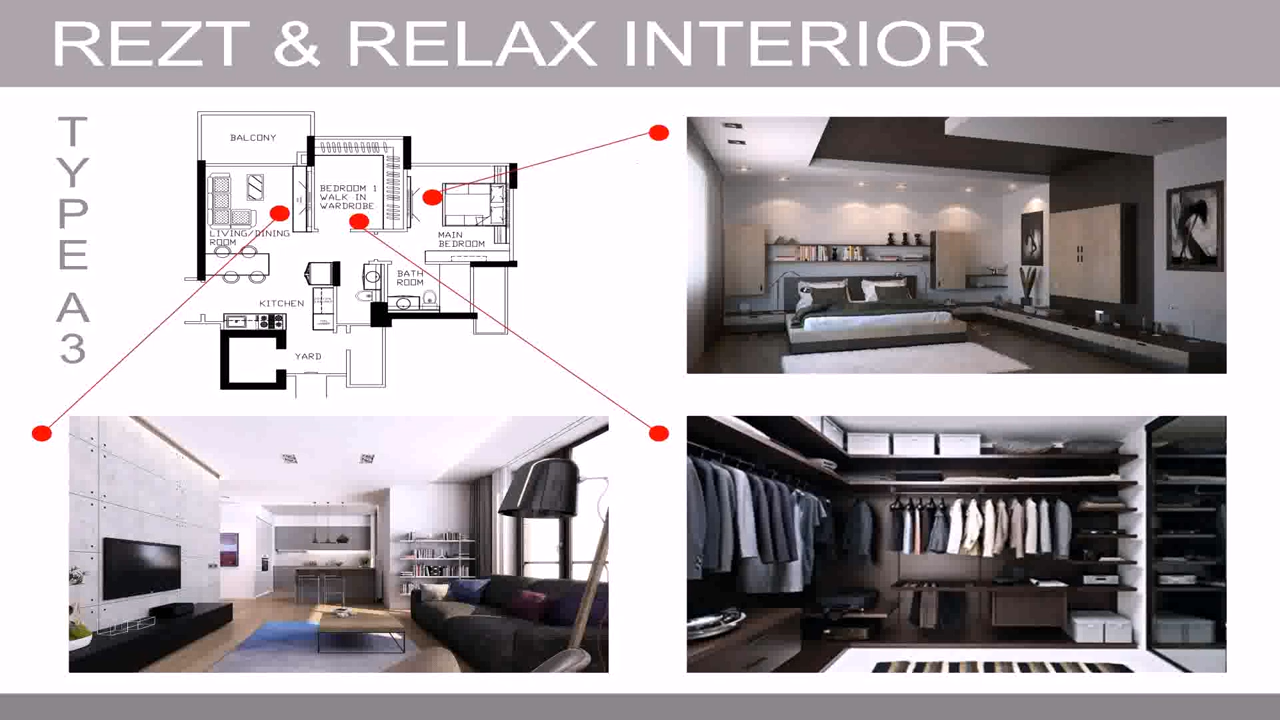 REZT & RELAX INTERIOR
TYPE A3
BALCONY
BEDROOM 1
WALK IN
WARDROBE
LIVING/DINING
ROOM
MAIN
BEDROOM
BATH
ROOM
KITCHEN
YARD